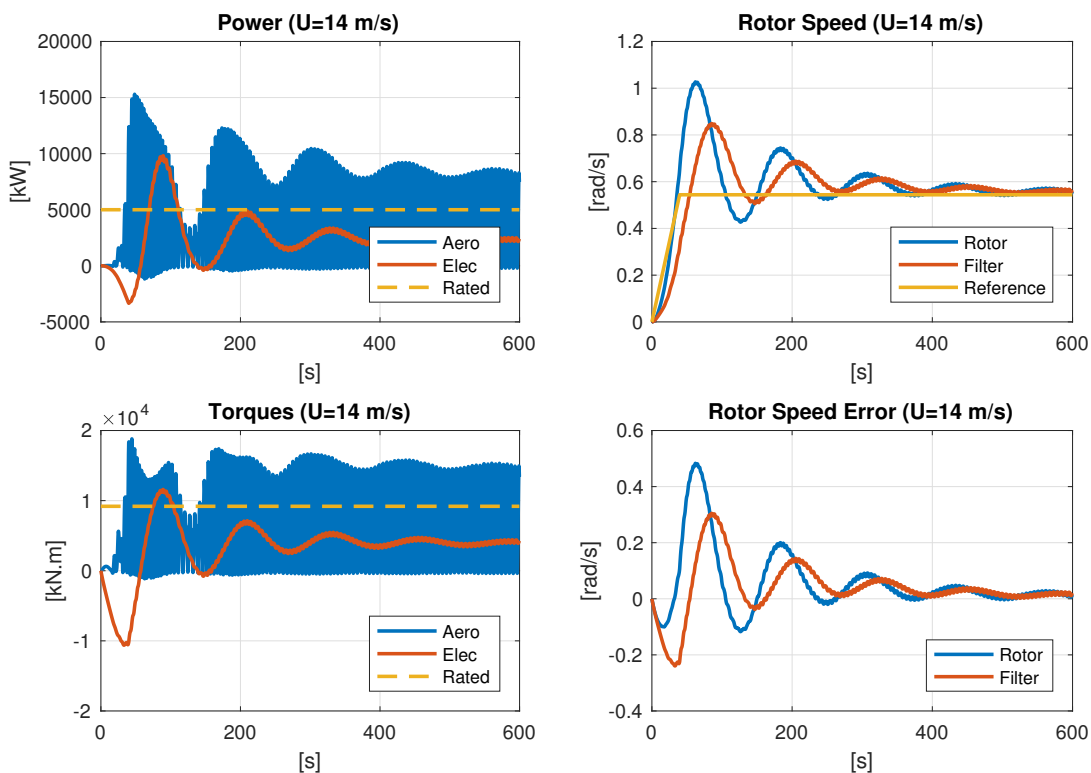 Power (U=14 m/s)
[kW]
20000
15000
10000
5000
0
-5000
0
200
400
600
[s]
Aero
Elec
Rated
Rotor Speed (U=14 m/s)
[rad/s]
1.2
1
0.8
0.6
0.4
0.2
0
0
200
400
600
[s]
Rotor
Filter
Reference
Torques (U=14 m/s)
×10⁴
[kN.m]
2
1
0
-1
-2
0
200
400
600
[s]
Aero
Elec
Rated
Rotor Speed Error (U=14 m/s)
[rad/s]
0.6
0.4
0.2
0
-0.2
-0.4
0
200
400
600
[s]
Rotor
Filter